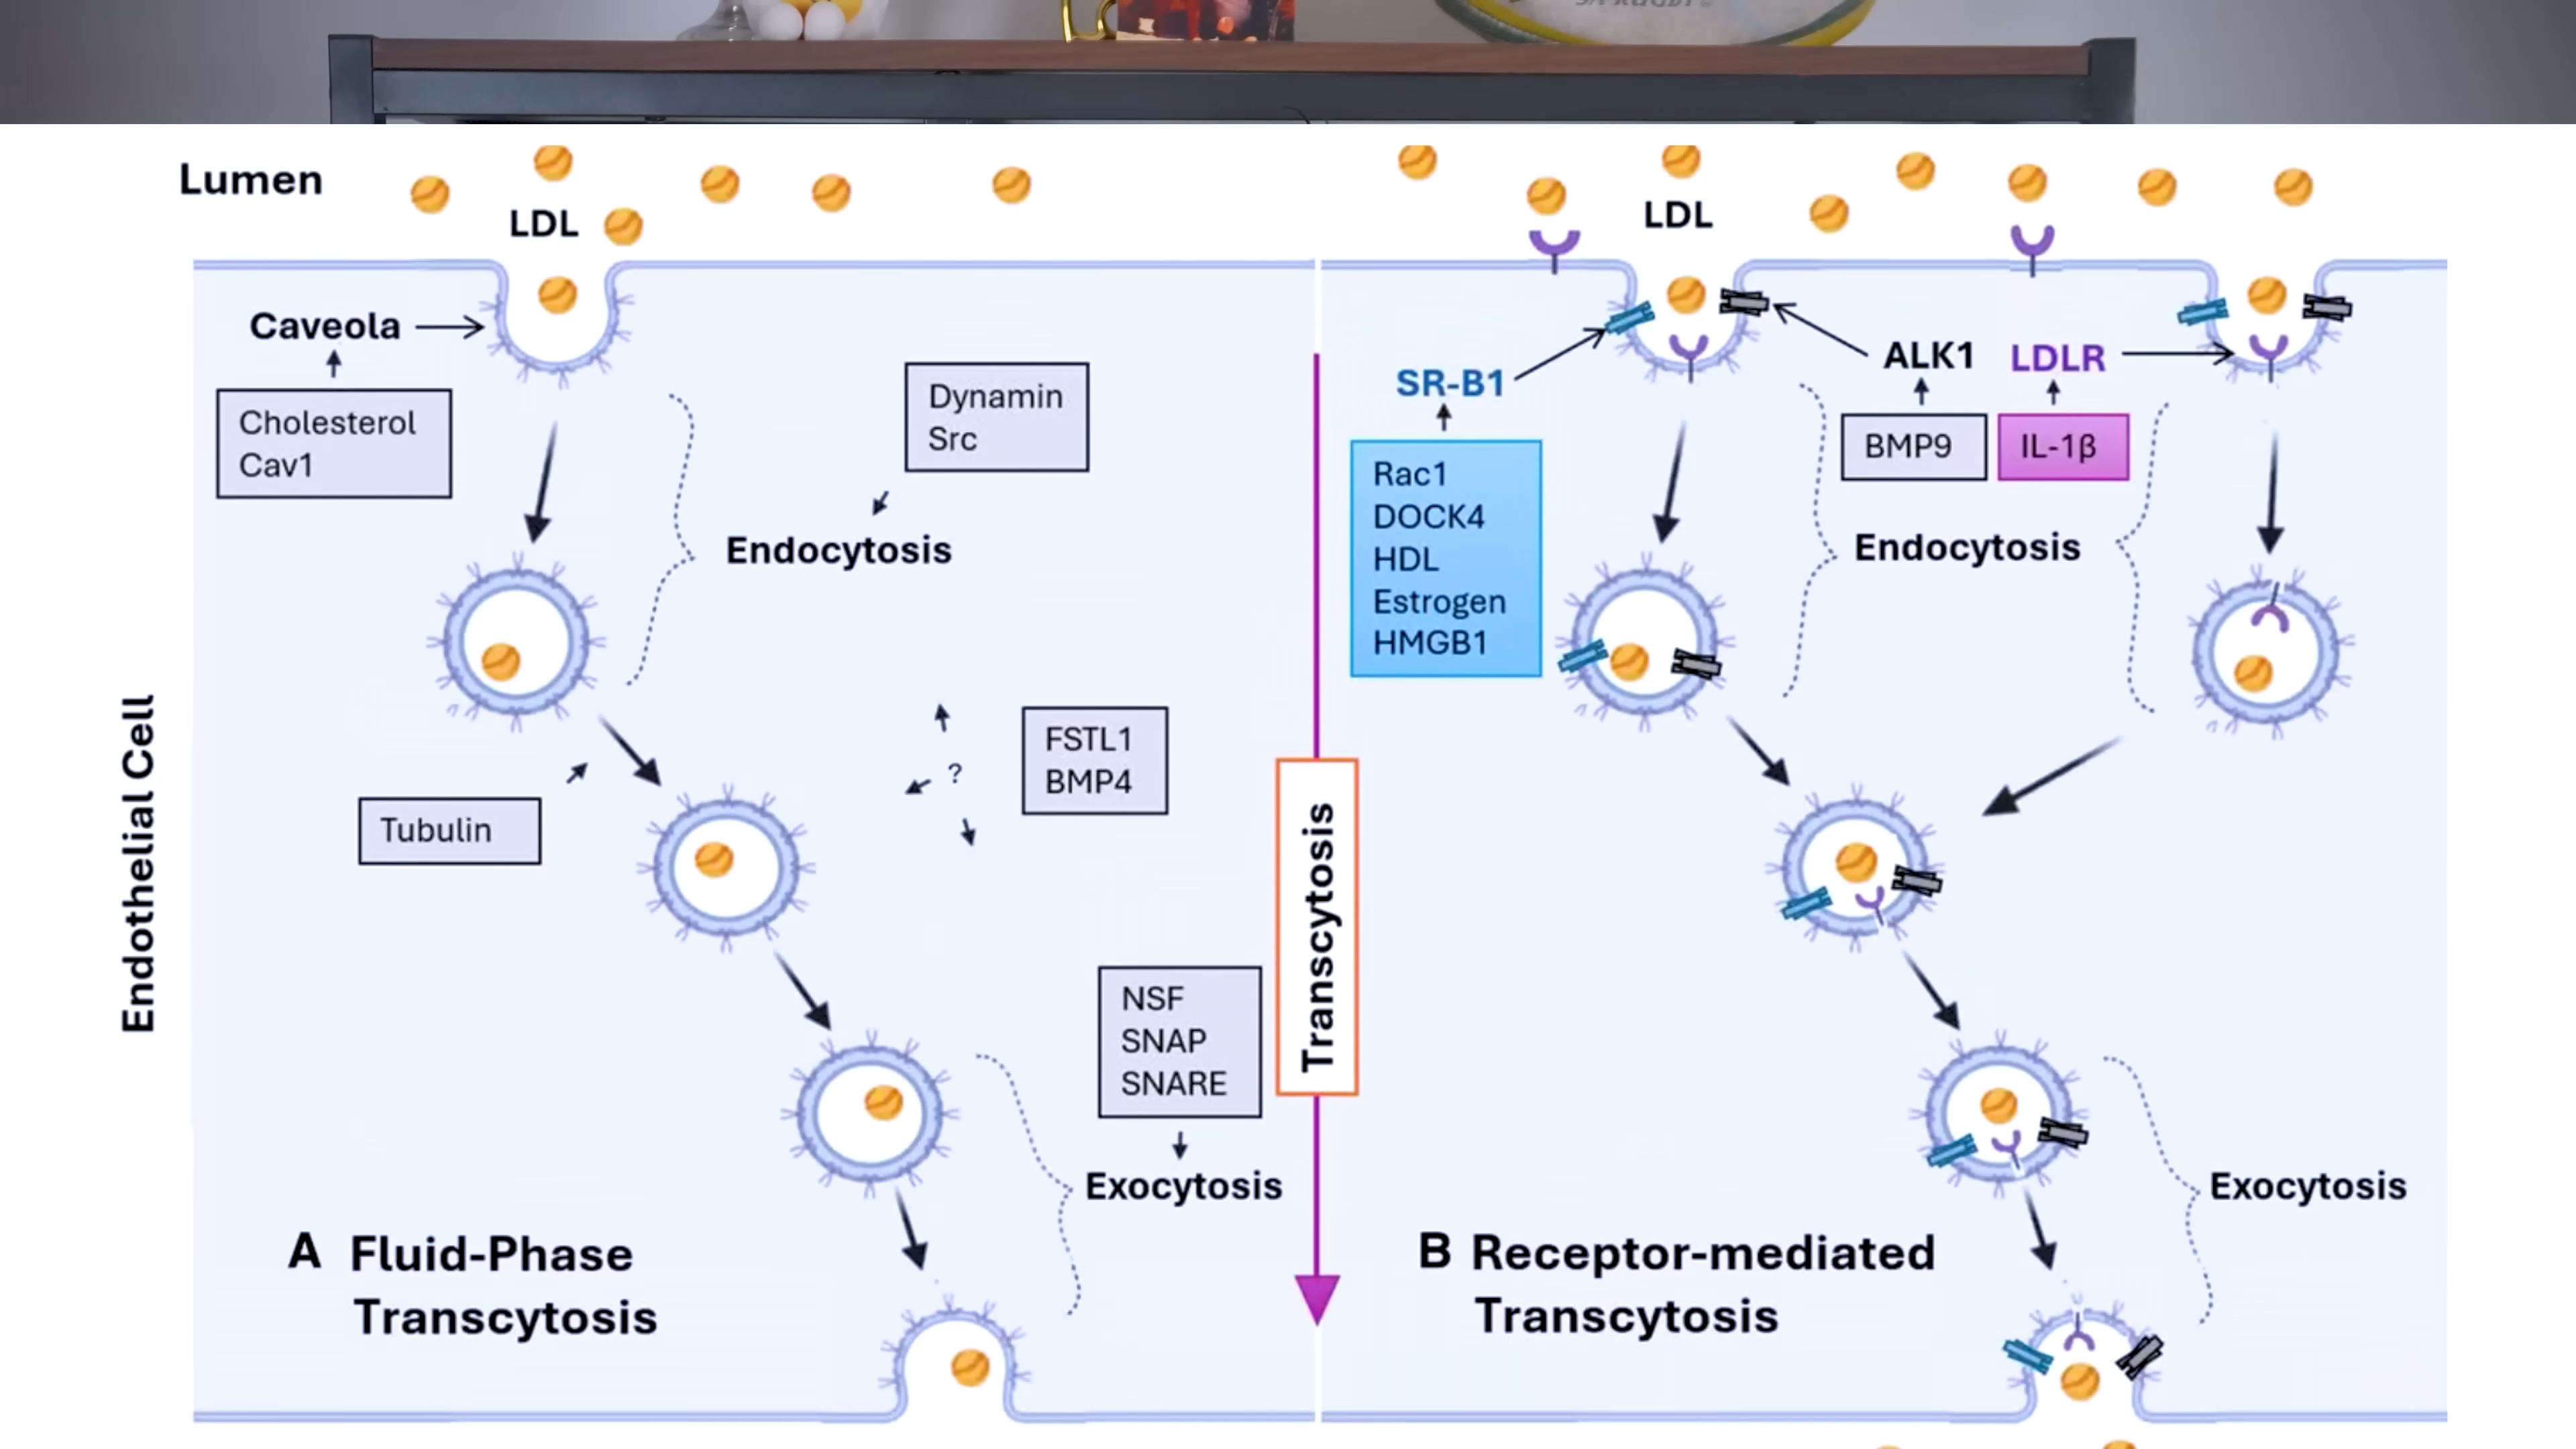 Lumen
LDL
Caveola
Cholesterol
Cav1
Dynamin
Src
Endocytosis
Tubulin
?
FSTL1
BMP4
NSF
SNAP
SNARE
Exocytosis
A Fluid-Phase
Transcytosis
Endothelial Cell
Transcytosis
LDL
SR-B1
Rac1
DOCK4
HDL
Estrogen
HMGB1
ALK1
BMP9
LDLR
IL-1β
Endocytosis
Exocytosis
B Receptor-mediated
Transcytosis